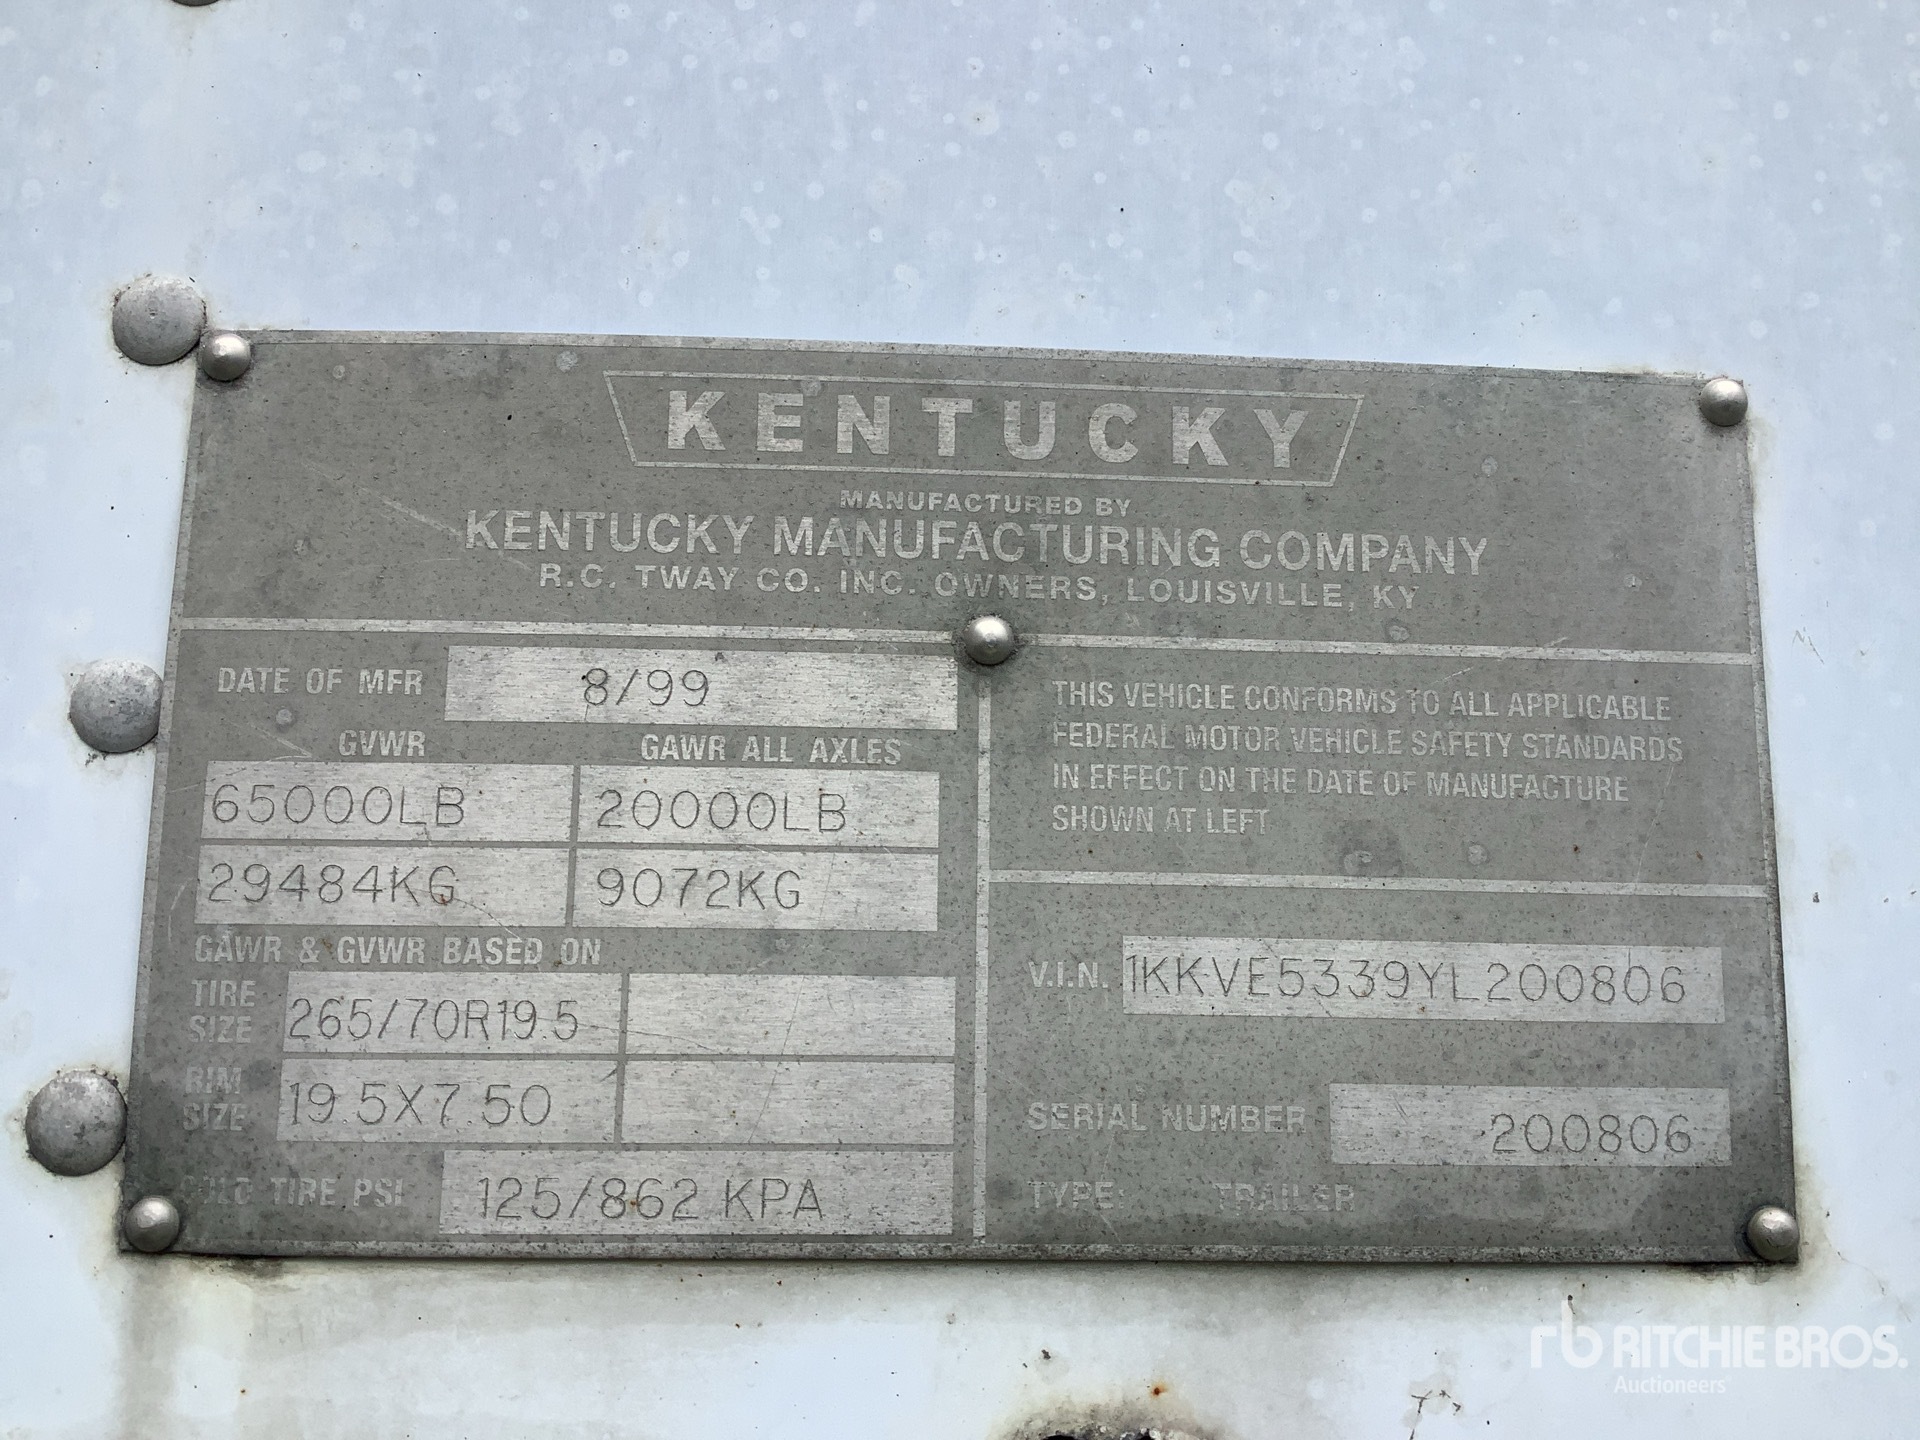 KENTUCKY
MANUFACTURED BY
KENTUCKY MANUFACTURING COMPANY
R.C. TWAY CO. INC. OWNERS, LOUISVILLE, KY
DATE OF MFR 8/99
GVWR GAWR ALL AXLES
65000LB 20000LB
29484KG 9072KG
GAWR & GVWR BASED ON
TIRE SIZE 265/70R19.5
RIM SIZE 19.5X7.50
COLD TIRE PSI 125/862 KPA
THIS VEHICLE CONFORMS TO ALL APPLICABLE
FEDERAL MOTOR VEHICLE SAFETY STANDARDS
IN EFFECT ON THE DATE OF MANUFACTURE
SHOWN AT LEFT
V.I.N. 1KKVE5339YL200806
SERIAL NUMBER 200806
TYPE: TRAILER
rb RITCHIE BROS.
Auctioneers